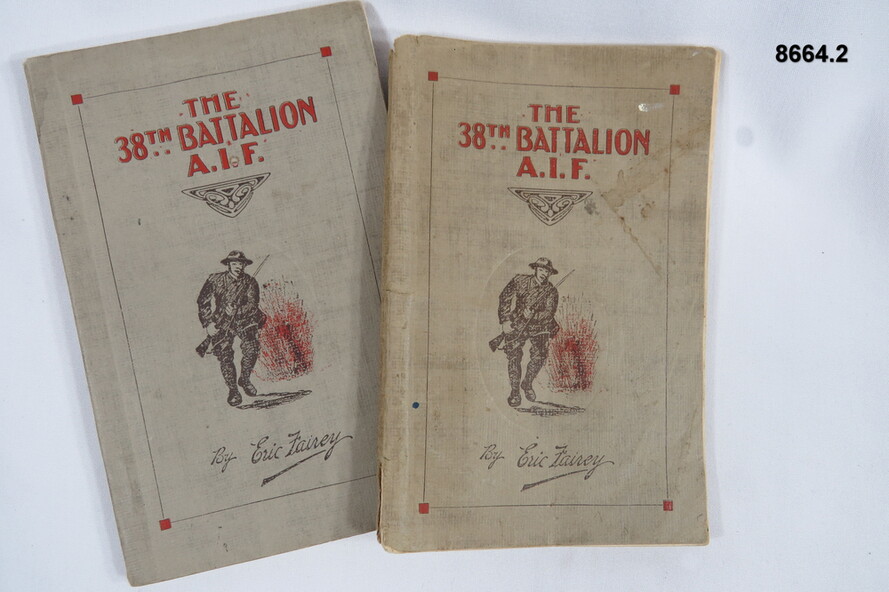 THE
38TH BATTALION
A.I.F.
By Eric Fairey
THE
38TH BATTALION
A.I.F.
By Eric Fairey
8664.2